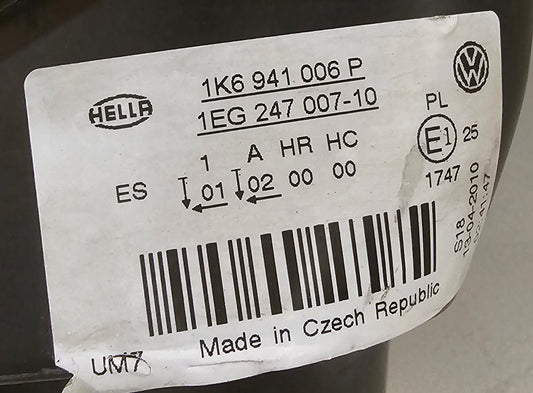 HELLA
1K6 941 006 P
1EG 247 007-10
PL
1 A HR HC
E1 25
ES 01 02 00 00
1747
S18
13-04-2010
:47
Made in Czech Republic
UM7